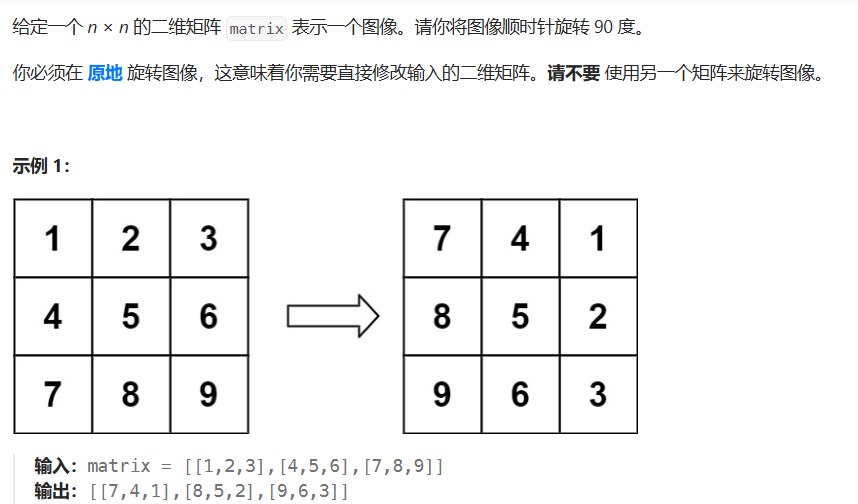 给定一个 n × n 的二维矩阵 matrix 表示一个图像。请你将图像顺时针旋转 90 度。
你必须在 原地 旋转图像，这意味着你需要直接修改输入的二维矩阵。请不要 使用另一个矩阵来旋转图像。
示例 1：
1 2 3 7 4 1
4 5 6 8 5 2
7 8 9 9 6 3
输入：matrix = [[1,2,3],[4,5,6],[7,8,9]]
输出：[[7,4,1],[8,5,2],[9,6,3]]